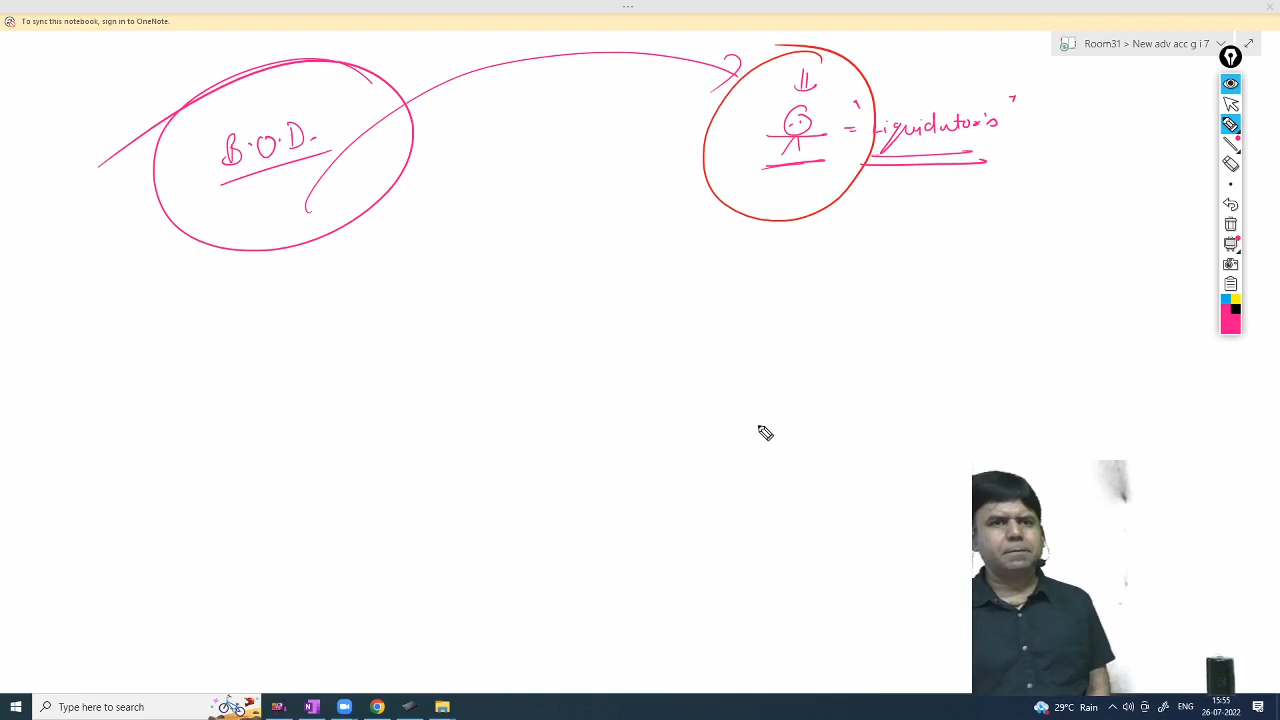 To sync this notebook, sign in to OneNote.
Room31 > New adv acc g i 7
B.O.D.
= "Liquidator's"
Type here to search
29°C Rain
ENG
15:55
26-07-2022